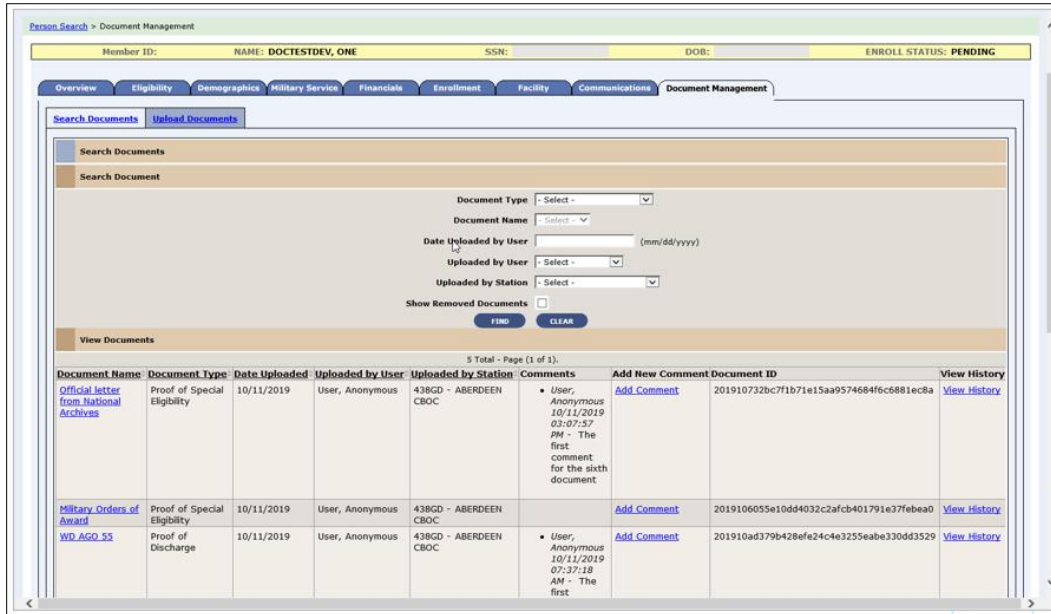 Person Search > Document Management
Member ID: NAME: DOCTESTDEV, ONE SSN: DOB: ENROLL STATUS: PENDING
Overview Eligibility Demographics Military Service Financials Enrollment Facility Communications Document Management
Search Documents Upload Documents
Search Documents
Search Document
Document Type - Select -
Document Name - Select -
Date Uploaded by User (mm/dd/yyyy)
Uploaded by User - Select -
Uploaded by Station - Select -
Show Removed Documents
FIND CLEAR
View Documents
5 Total - Page (1 of 1).
Document Name Document Type Date Uploaded Uploaded by User Uploaded by Station Comments Add New Comment Document ID View History
Official letter Proof of Special 10/11/2019 User, Anonymous 438GD - ABERDEEN • User, Add Comment 201910732bc7f1b71e15aa9574684f6c6881ec8a View History
from National Eligibility CBOC Anonymous
Archives 10/11/2019
03:07:57
PM - The
first
comment
for the sixth
document
Military Orders of Proof of Special 10/11/2019 User, Anonymous 438GD - ABERDEEN Add Comment 2019106055e10dd4032c2afcb401791e37febea0 View History
Award Eligibility CBOC
WD AGO 55 Proof of 10/11/2019 User, Anonymous 438GD - ABERDEEN • User, Add Comment 201910ad379b428efe24c4e3255eabe330dd3529 View History
Discharge CBOC Anonymous
10/11/2019
07:37:18
AM - The
first